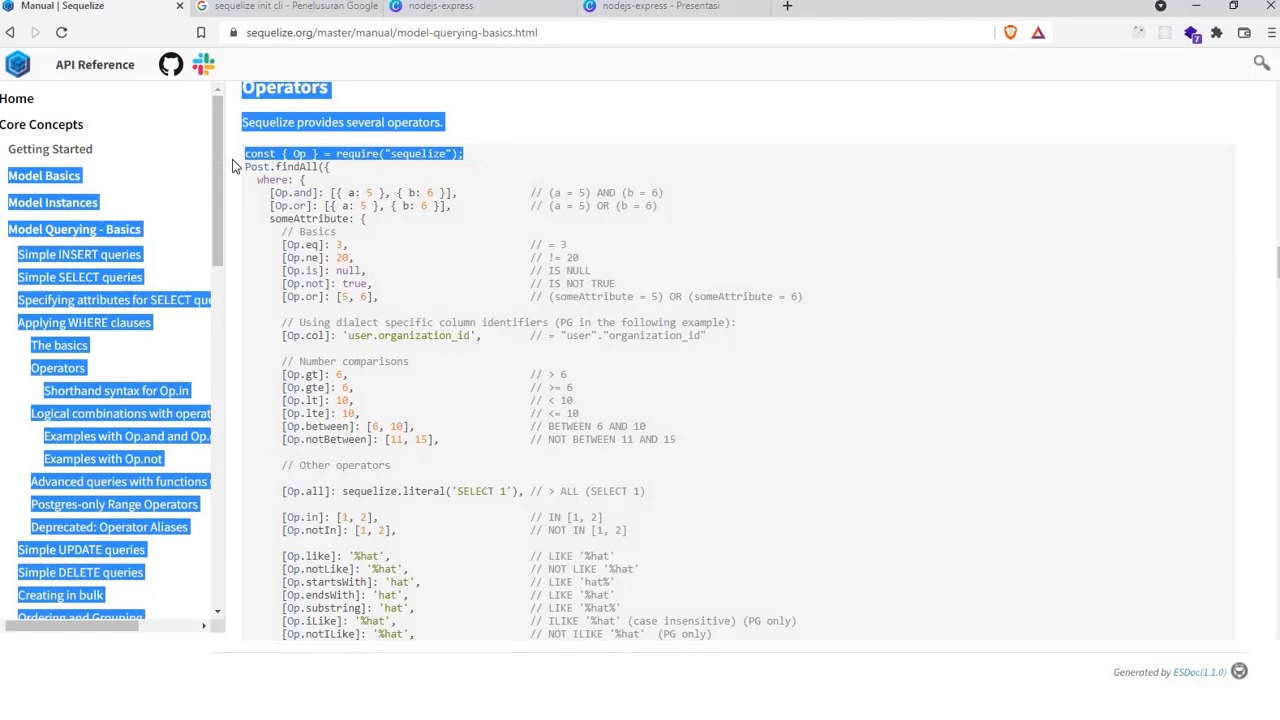 Manual | Sequelize
sequelize init cli - Penelusuran Google
nodejs-express
nodejs-express - Presentasi
sequelize.org/master/manual/model-querying-basics.html
7
API Reference
Home
Core Concepts
Getting Started
Model Basics
Model Instances
Model Querying - Basics
Simple INSERT queries
Simple SELECT queries
Specifying attributes for SELECT que
Applying WHERE clauses
The basics
Operators
Shorthand syntax for Op.in
Logical combinations with operat
Examples with Op.and and Op.
Examples with Op.not
Advanced queries with functions
Postgres-only Range Operators
Deprecated: Operator Aliases
Simple UPDATE queries
Simple DELETE queries
Creating in bulk
Ordering and Grouping
Operators
Sequelize provides several operators.
const { Op } = require("sequelize");
Post.findAll({
where: {
[Op.and]: [{ a: 5 }, { b: 6 }], // (a = 5) AND (b = 6)
[Op.or]: [{ a: 5 }, { b: 6 }], // (a = 5) OR (b = 6)
someAttribute: {
// Basics
[Op.eq]: 3, // = 3
[Op.ne]: 20, // != 20
[Op.is]: null, // IS NULL
[Op.not]: true, // IS NOT TRUE
[Op.or]: [5, 6], // (someAttribute = 5) OR (someAttribute = 6)
// Using dialect specific column identifiers (PG in the following example):
[Op.col]: 'user.organization_id', // = "user"."organization_id"
// Number comparisons
[Op.gt]: 6, // > 6
[Op.gte]: 6, // >= 6
[Op.lt]: 10, // < 10
[Op.lte]: 10, // <= 10
[Op.between]: [6, 10], // BETWEEN 6 AND 10
[Op.notBetween]: [11, 15], // NOT BETWEEN 11 AND 15
// Other operators
[Op.all]: sequelize.literal('SELECT 1'), // > ALL (SELECT 1)
[Op.in]: [1, 2], // IN [1, 2]
[Op.notIn]: [1, 2], // NOT IN [1, 2]
[Op.like]: '%hat', // LIKE '%hat'
[Op.notLike]: '%hat', // NOT LIKE '%hat'
[Op.startsWith]: 'hat', // LIKE 'hat%'
[Op.endsWith]: 'hat', // LIKE '%hat'
[Op.substring]: 'hat', // LIKE '%hat%'
[Op.iLike]: '%hat', // ILIKE '%hat' (case insensitive) (PG only)
[Op.notILike]: '%hat', // NOT ILIKE '%hat' (PG only)
Generated by ESDoc(1.1.0)